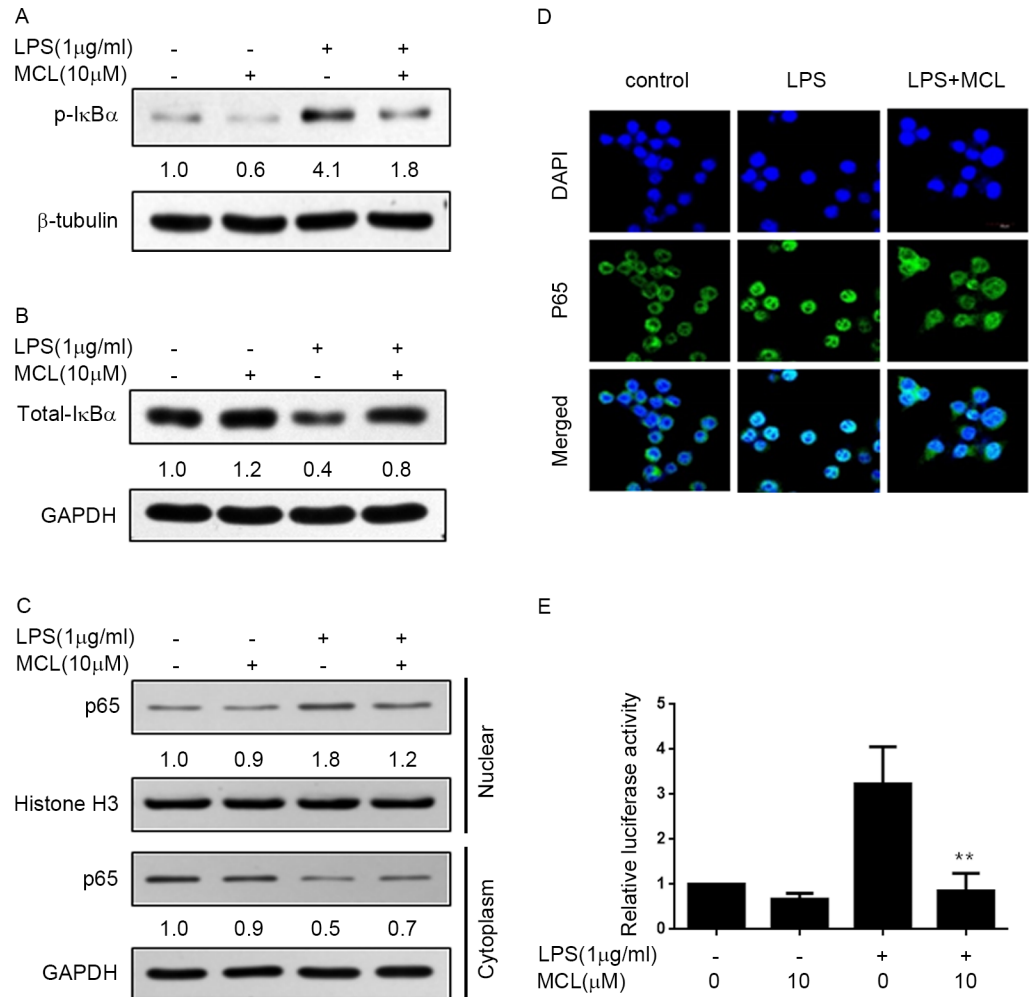 A
LPS(1μg/ml) - - + +
MCL(10μM) - + - +
p-IκBα
1.0 0.6 4.1 1.8
β-tubulin
B
LPS(1μg/ml) - - + +
MCL(10μM) - + - +
Total-IκBα
1.0 1.2 0.4 0.8
GAPDH
C
LPS(1μg/ml) - - + +
MCL(10μM) - + - +
p65
1.0 0.9 1.8 1.2
Histone H3
Nuclear
p65
1.0 0.9 0.5 0.7
GAPDH
Cytoplasm
D
control LPS LPS+MCL
DAPI
P65
Merged
E
Relative luciferase activity
5
4
3
2
1
0
**
LPS(1μg/ml) - - + +
MCL(μM) 0 10 0 10